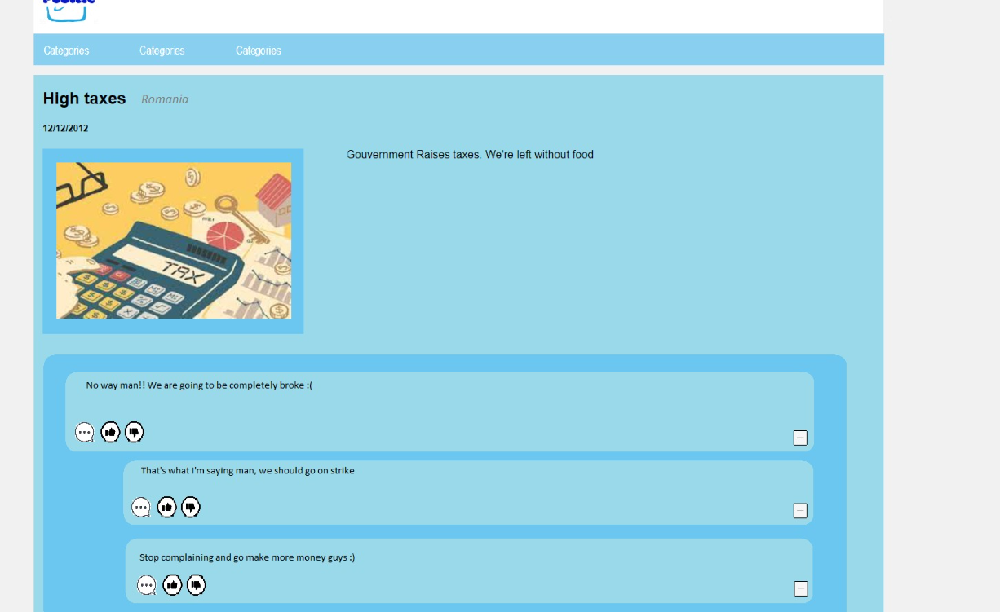 Categories Categories Categories
High taxes Romania
12/12/2012
Gouvernment Raises taxes. We're left without food
TAX
No way man!! We are going to be completely broke :(
That's what I'm saying man, we should go on strike
Stop complaining and go make more money guys :)